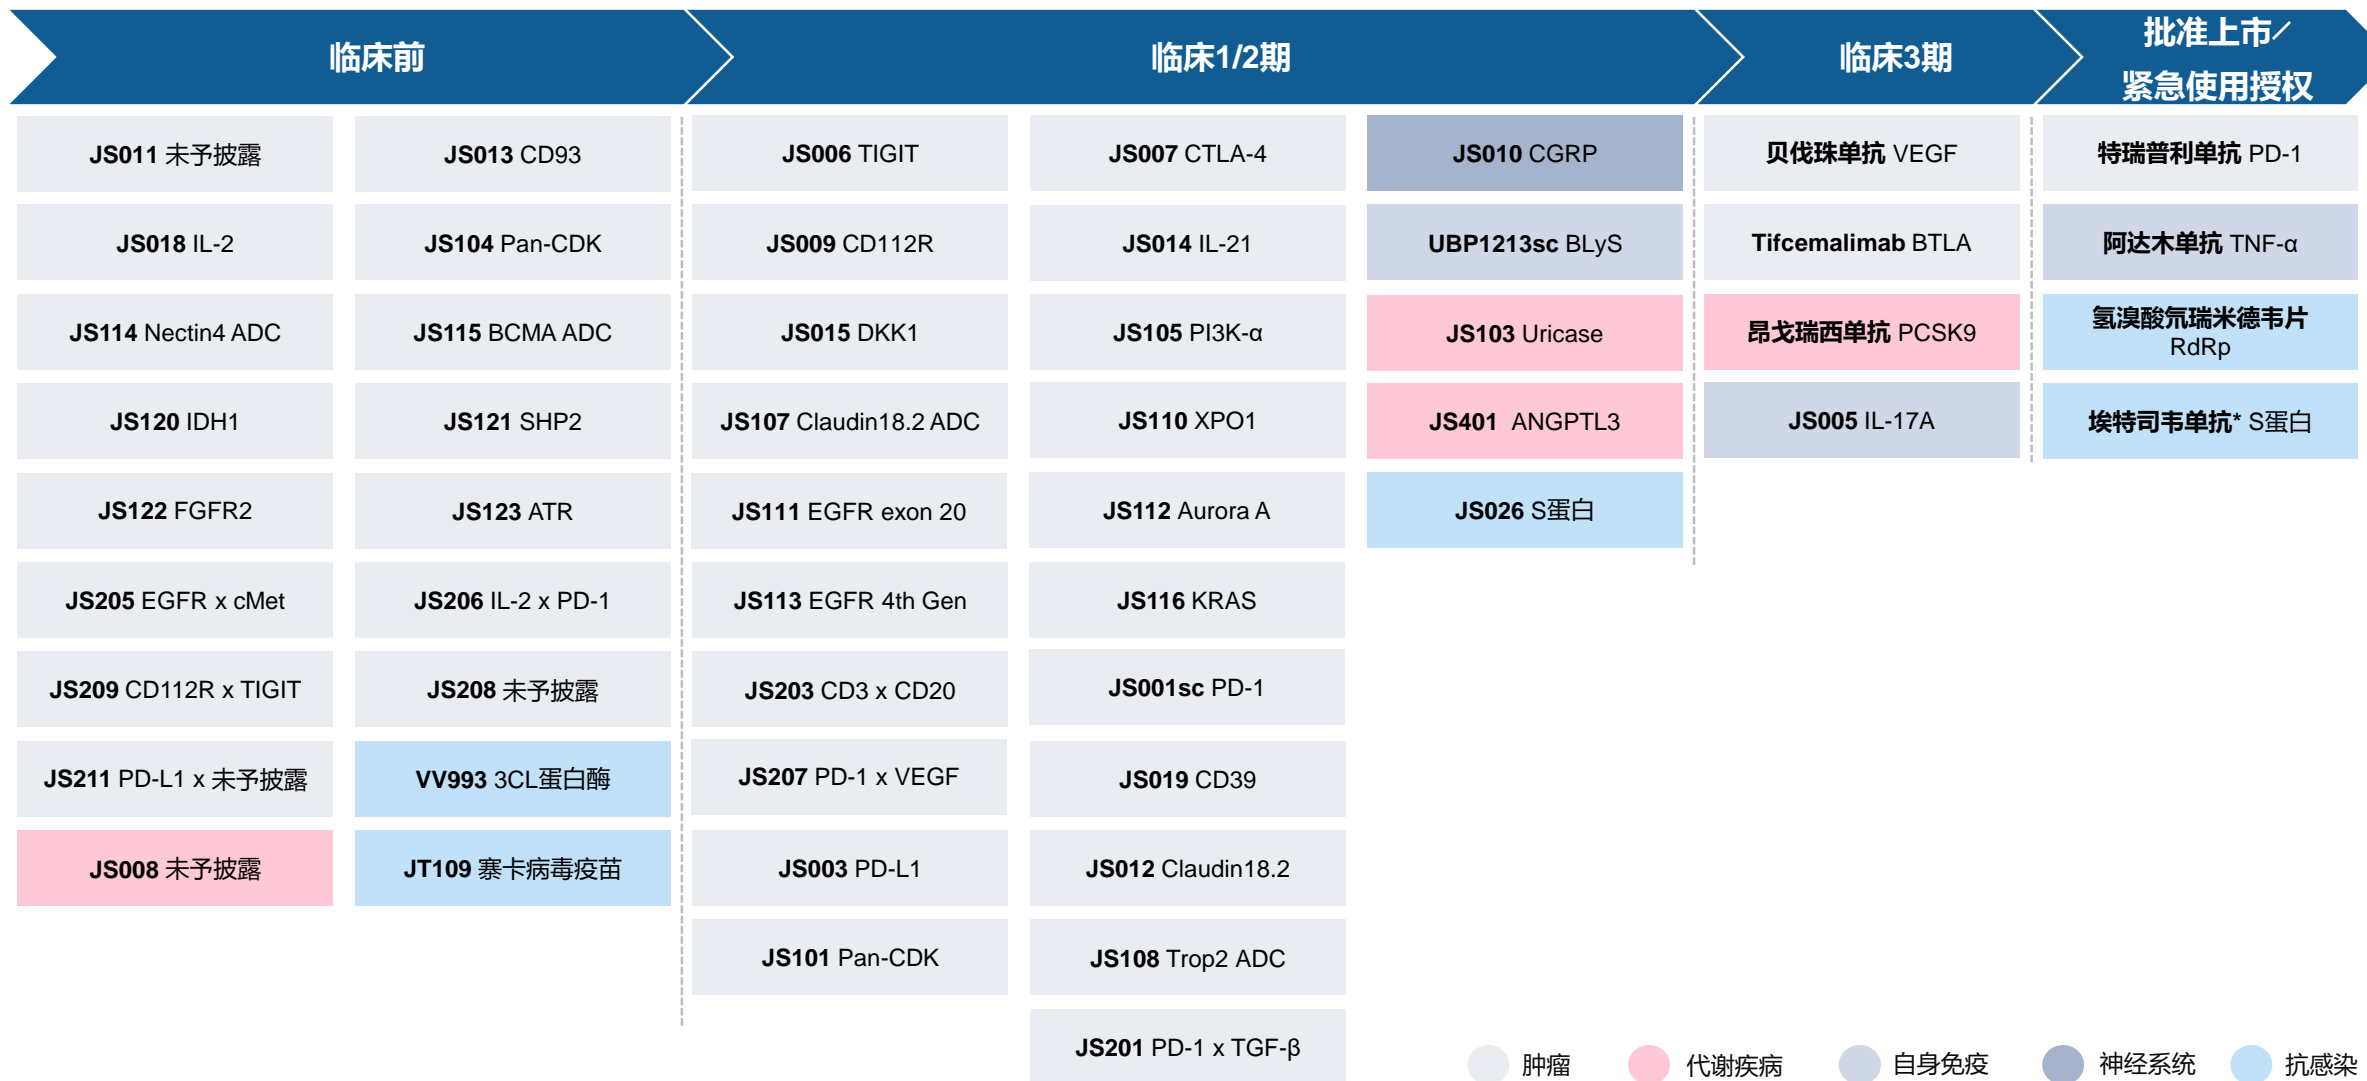 临床前
临床1/2期
临床3期
批准上市/
紧急使用授权
JS011 未予披露
JS013 CD93
JS006 TIGIT
JS007 CTLA-4
JS010 CGRP
贝伐珠单抗 VEGF
特瑞普利单抗 PD-1
JS018 IL-2
JS104 Pan-CDK
JS009 CD112R
JS014 IL-21
UBP1213sc BLyS
Tifcemalimab BTLA
阿达木单抗 TNF-α
JS114 Nectin4 ADC
JS115 BCMA ADC
JS015 DKK1
JS105 PI3K-α
JS103 Uricase
昂戈瑞西单抗 PCSK9
氢溴酸氘瑞米德韦片
RdRp
JS120 IDH1
JS121 SHP2
JS107 Claudin18.2 ADC
JS110 XPO1
JS401 ANGPTL3
JS005 IL-17A
埃特司韦单抗* S蛋白
JS122 FGFR2
JS123 ATR
JS111 EGFR exon 20
JS112 Aurora A
JS026 S蛋白
JS205 EGFR x cMet
JS206 IL-2 x PD-1
JS113 EGFR 4th Gen
JS116 KRAS
JS209 CD112R x TIGIT
JS208 未予披露
JS203 CD3 x CD20
JS001sc PD-1
JS211 PD-L1 x 未予披露
VV993 3CL蛋白酶
JS207 PD-1 x VEGF
JS019 CD39
JS008 未予披露
JT109 寨卡病毒疫苗
JS003 PD-L1
JS012 Claudin18.2
JS101 Pan-CDK
JS108 Trop2 ADC
JS201 PD-1 x TGF-β
肿瘤
代谢疾病
自身免疫
神经系统
抗感染